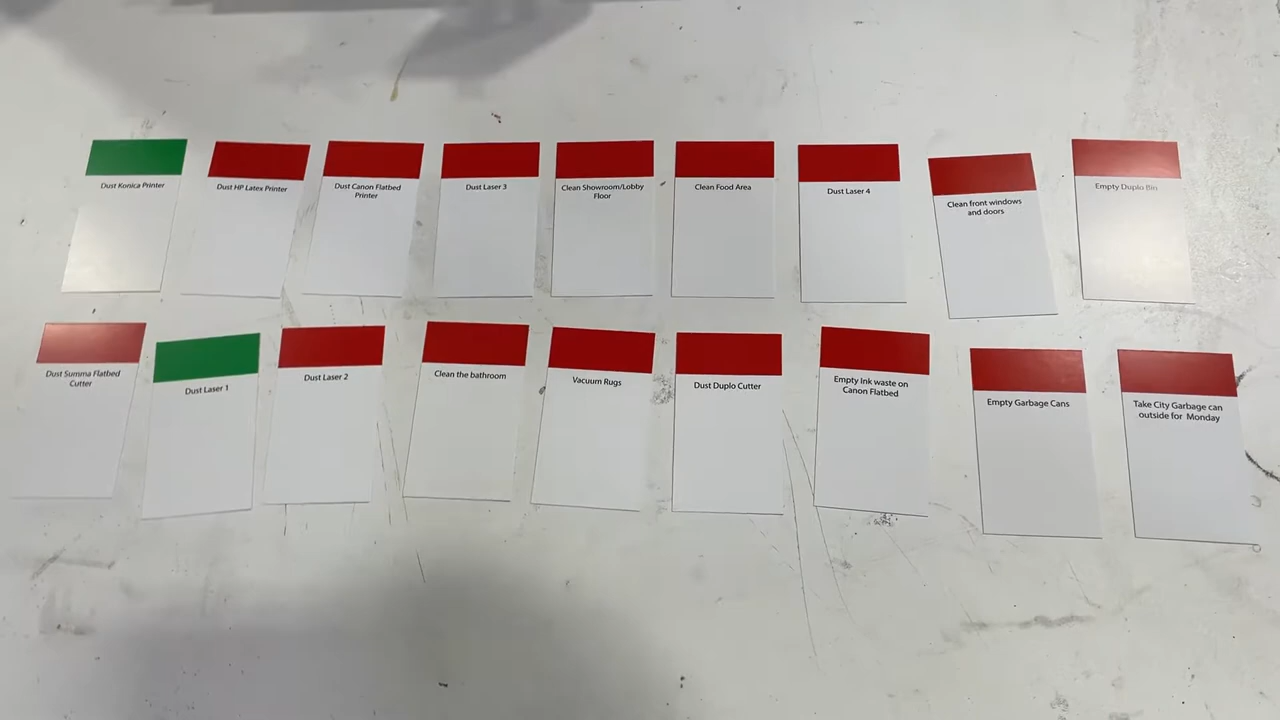 Dust Konica Printer
Dust HP Latex Printer
Dust Canon Flatbed
Printer
Dust Laser 3
Clean Showroom/Lobby
Floor
Clean Food Area
Dust Laser 4
Clean front windows
and doors
Empty Duplo Bin
Dust Summa Flatbed
Cutter
Dust Laser 1
Dust Laser 2
Clean the bathroom
Vacuum Rugs
Dust Duplo Cutter
Empty Ink waste on
Canon Flatbed
Empty Garbage Cans
Take City Garbage can
outside for Monday